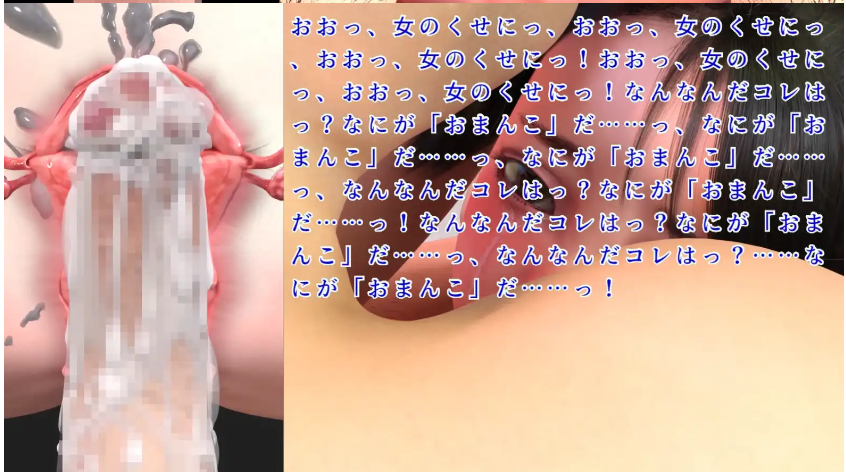 おおっ、女のくせにっ、おおっ、女のくせにっ
、おおっ、女のくせにっ！おおっ、女のくせに
っ、おおっ、女のくせにっ！なんなんだコレは
っ？なにが「おまんこ」だ……っ、なにが「お
まんこ」だ……っ、なにが「おまんこ」だ……
っ、なんなんだコレはっ？なにが「おまんこ」
だ……っ！なんなんだコレはっ？なにが「おま
んこ」だ……っ、なんなんだコレはっ？……な
にが「おまんこ」だ……っ！